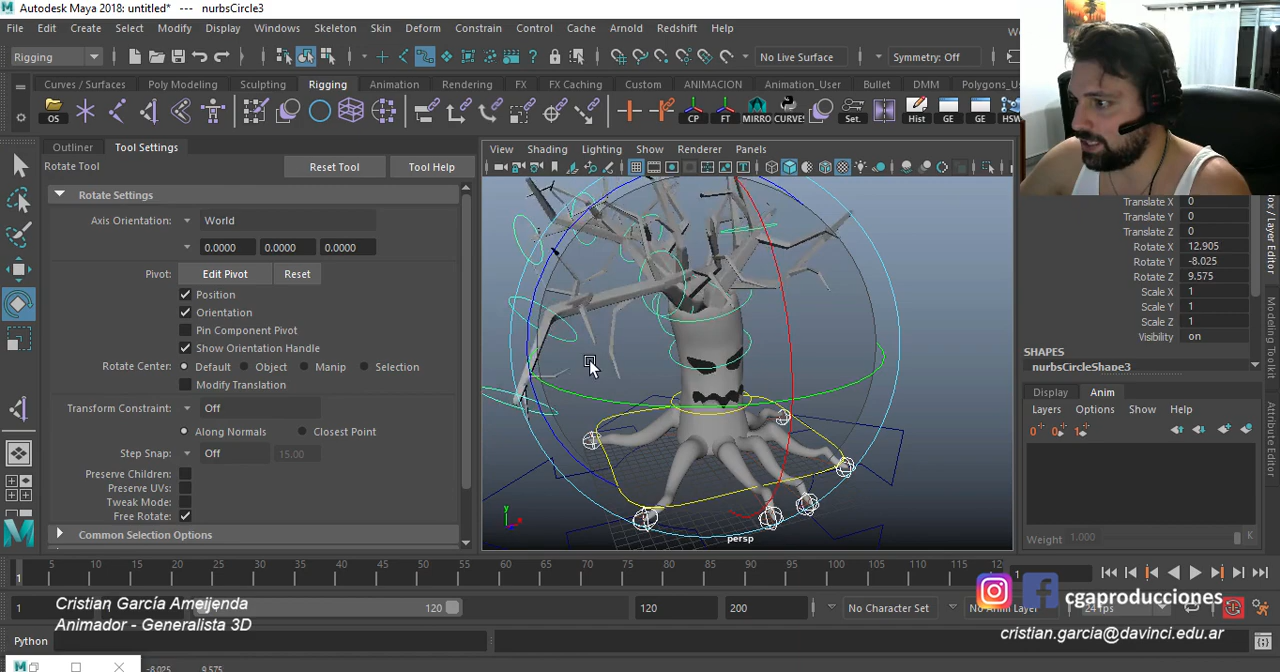 Autodesk Maya 2018: untitled* --- nurbsCircle3
File Edit Create Select Modify Display Windows Skeleton Skin Deform Constrain Control Cache Arnold Redshift Help
Rigging No Live Surface Symmetry: Off
Curves / Surfaces Poly Modeling Sculpting Rigging Animation Rendering FX FX Caching Custom ANIMACION Animation_User Bullet DMM Polygons_Us
OS CP FT MIRRO CURVES Set. Hist GE GE HSW
Outliner Tool Settings
Rotate Tool Reset Tool Tool Help
Rotate Settings
Axis Orientation: World
0.0000 0.0000 0.0000
Pivot: Edit Pivot Reset
Position
Orientation
Pin Component Pivot
Show Orientation Handle
Rotate Center: Default Object Manip Selection
Modify Translation
Transform Constraint: Off
Along Normals Closest Point
Step Snap: Off 15.00
Preserve Children:
Preserve UVs:
Tweak Mode:
Free Rotate:
Common Selection Options
View Shading Lighting Show Renderer Panels
persp
y
Translate X 0
Translate Y 0
Translate Z 0
Rotate X 12.905
Rotate Y -8.025
Rotate Z 9.575
Scale X 1
Scale Y 1
Scale Z 1
Visibility on
SHAPES
nurbsCircleShape3
Display Anim
Layers Options Show Help
Weight 1.000
Modeling Toolkit
Attribute Editor
1 5 10 15 20 25 30 35 40 45 50 55 60 65 70 75 80 85 90 95 100 105 110 115 120
1 120 120 200 No Character Set
Cristian García Ameijenda
Animador - Generalista 3D
cgaproducciones
cristian.garcia@davinci.edu.ar
Python
-8.025 9.575